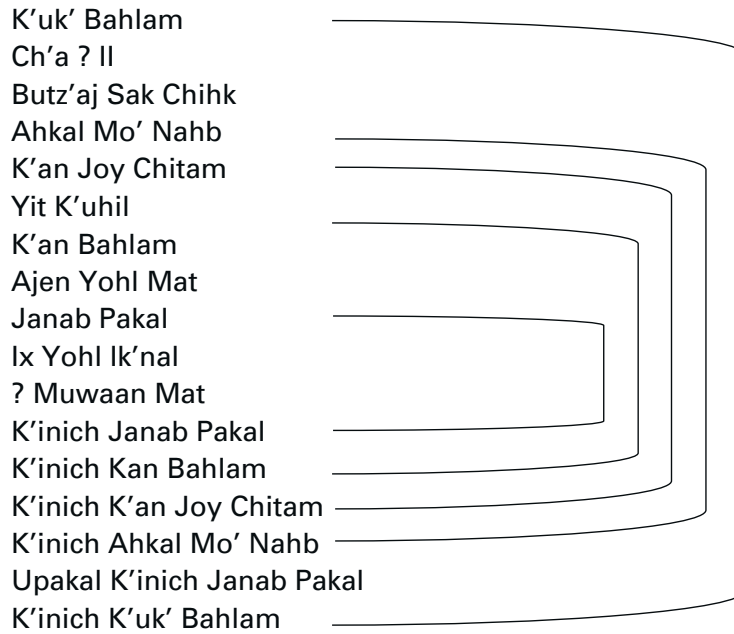 K’uk’ Bahlam
Ch’a ? II
Butz’aj Sak Chihk
Ahkal Mo’ Nahb
K’an Joy Chitam
Yit K’uhil
K’an Bahlam
Ajen Yohl Mat
Janab Pakal
Ix Yohl Ik’nal
? Muwaan Mat
K’inich Janab Pakal
K’inich Kan Bahlam
K’inich K’an Joy Chitam
K’inich Ahkal Mo’ Nahb
Upakal K’inich Janab Pakal
K’inich K’uk’ Bahlam